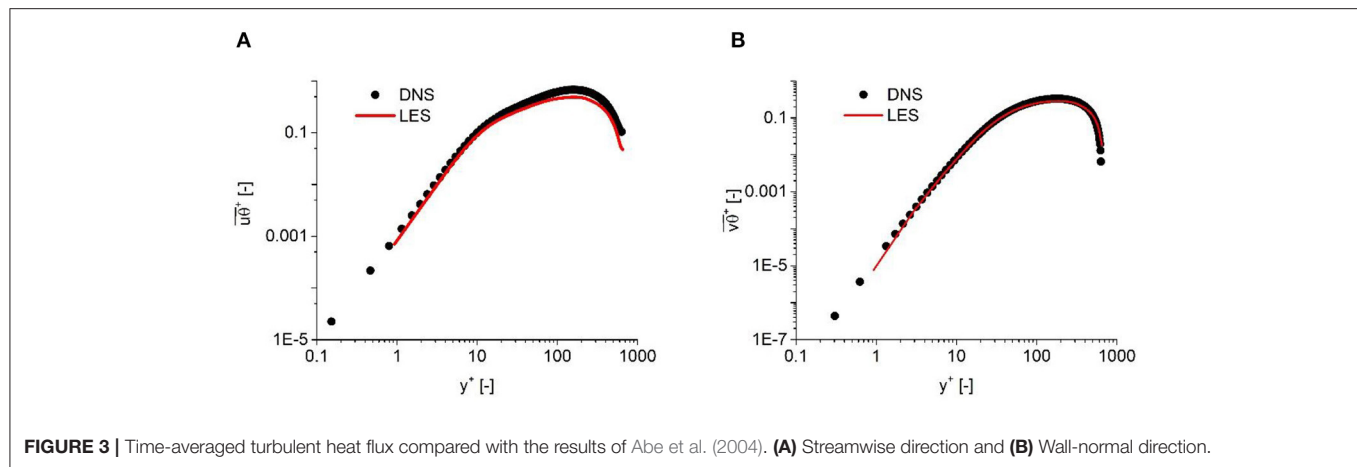 A
DNS
LES
0.1
0.001
1E-5
0.1 1 10 100 1000
uθ⁺ [-]
y⁺ [-]
B
DNS
LES
0.1
0.001
1E-5
1E-7
0.1 1 10 100 1000
vθ⁺ [-]
y⁺ [-]
FIGURE 3 | Time-averaged turbulent heat flux compared with the results of Abe et al. (2004). (A) Streamwise direction and (B) Wall-normal direction.